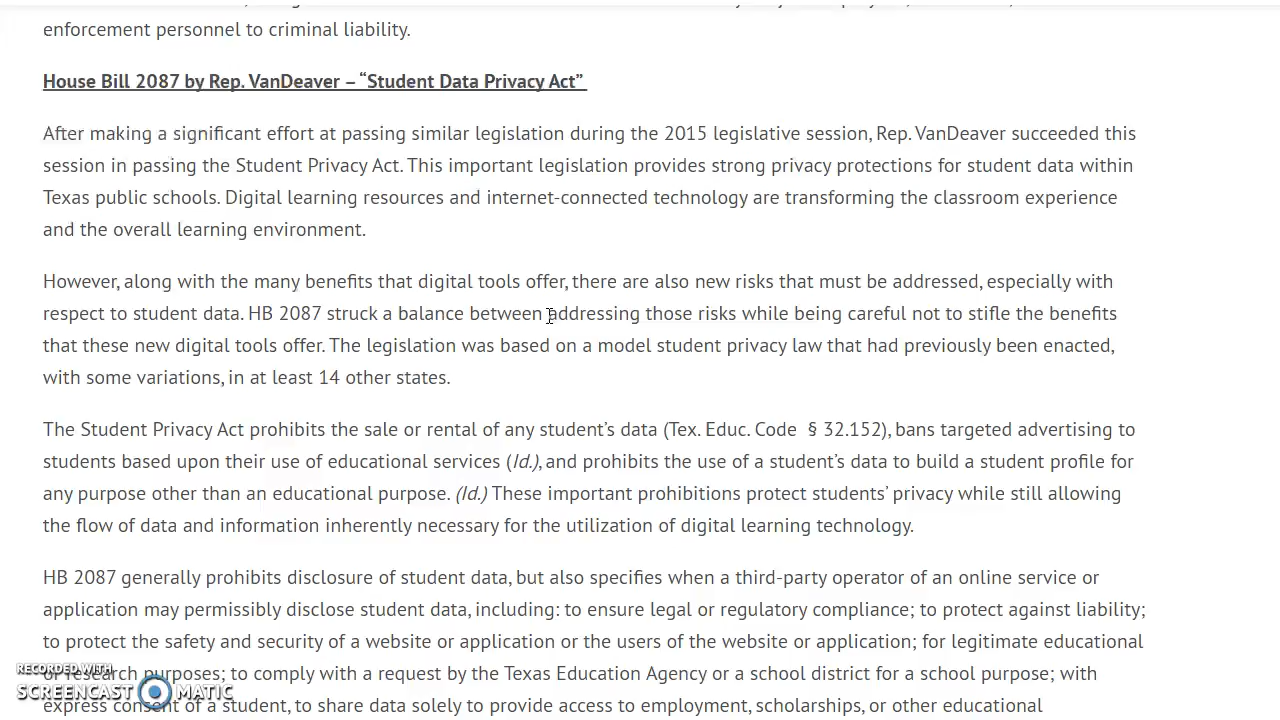 enforcement personnel to criminal liability.
House Bill 2087 by Rep. VanDeaver – “Student Data Privacy Act”
After making a significant effort at passing similar legislation during the 2015 legislative session, Rep. VanDeaver succeeded this
session in passing the Student Privacy Act. This important legislation provides strong privacy protections for student data within
Texas public schools. Digital learning resources and internet-connected technology are transforming the classroom experience
and the overall learning environment.
However, along with the many benefits that digital tools offer, there are also new risks that must be addressed, especially with
respect to student data. HB 2087 struck a balance between addressing those risks while being careful not to stifle the benefits
that these new digital tools offer. The legislation was based on a model student privacy law that had previously been enacted,
with some variations, in at least 14 other states.
The Student Privacy Act prohibits the sale or rental of any student’s data (Tex. Educ. Code § 32.152), bans targeted advertising to
students based upon their use of educational services (Id.), and prohibits the use of a student’s data to build a student profile for
any purpose other than an educational purpose. (Id.) These important prohibitions protect students’ privacy while still allowing
the flow of data and information inherently necessary for the utilization of digital learning technology.
HB 2087 generally prohibits disclosure of student data, but also specifies when a third-party operator of an online service or
application may permissibly disclose student data, including: to ensure legal or regulatory compliance; to protect against liability;
to protect the safety and security of a website or application or the users of the website or application; for legitimate educational
or research purposes; to comply with a request by the Texas Education Agency or a school district for a school purpose; with
express consent of a student, to share data solely to provide access to employment, scholarships, or other educational
RECORDED WITH
SCREENCAST MATIC